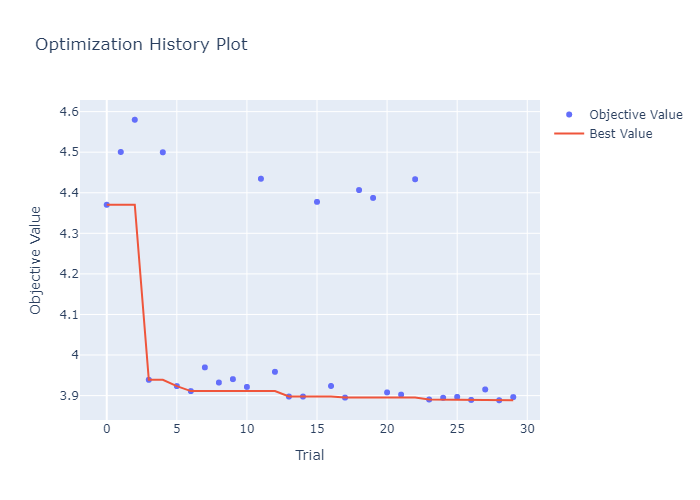 Optimization History Plot
Objective Value
Best Value
4.6
4.5
4.4
4.3
4.2
4.1
4
3.9
Objective Value
0 5 10 15 20 25 30
Trial